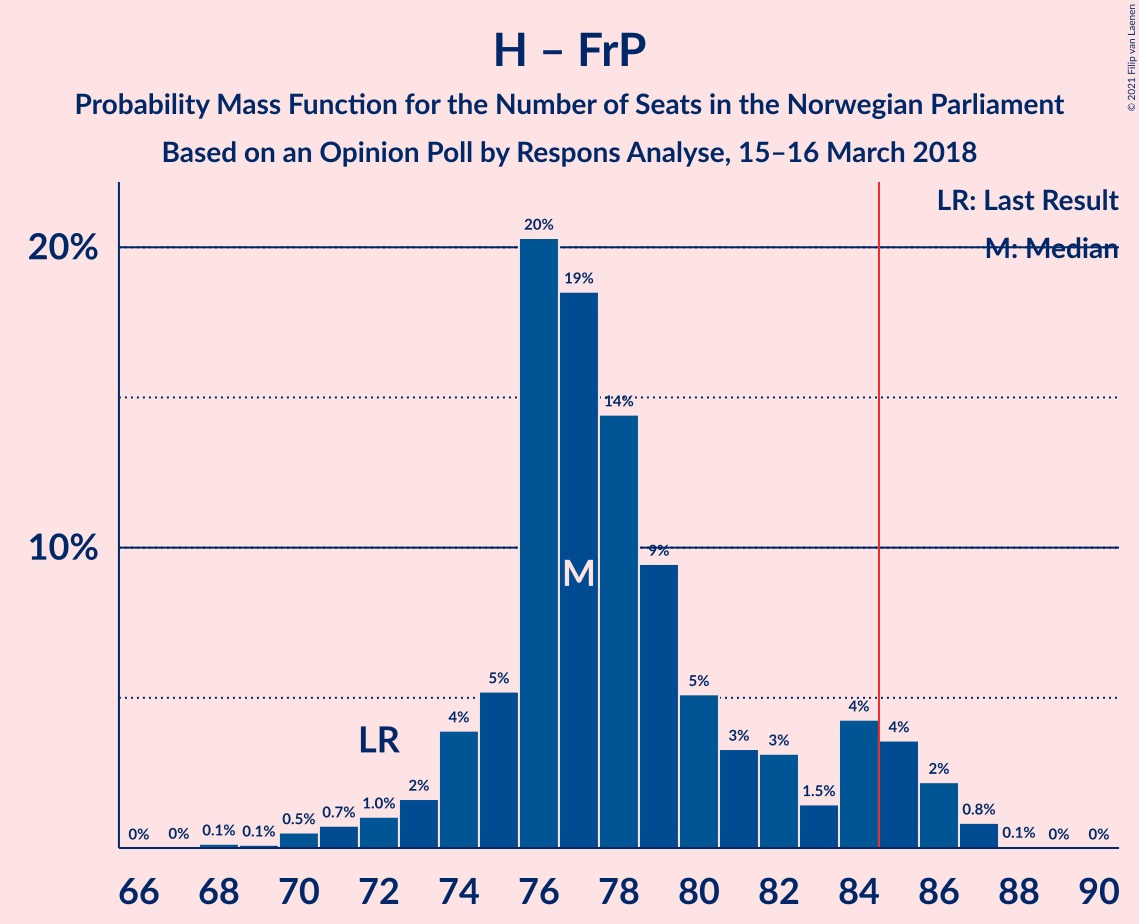 H – FrP
Probability Mass Function for the Number of Seats in the Norwegian Parliament
Based on an Opinion Poll by Respons Analyse, 15–16 March 2018
© 2021 Filip van Laenen
LR: Last Result
M: Median
20%
10%
0% 0% 0.1% 0.1% 0.5% 0.7% 1.0% 2% 4% 5% 20% 19% 14% 9% 5% 3% 3% 1.5% 4% 4% 2% 0.8% 0.1% 0% 0%
LR
M
66 68 70 72 74 76 78 80 82 84 86 88 90